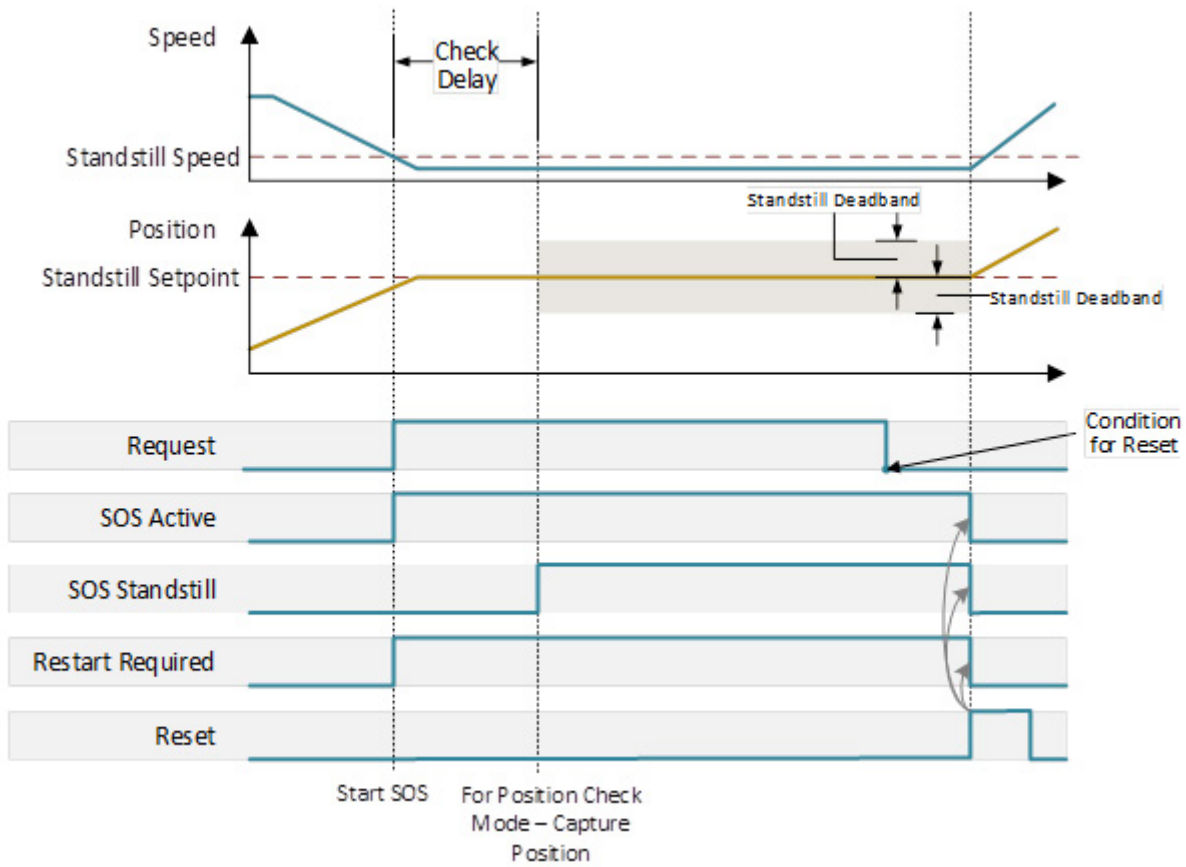 Speed
Check
Delay
Standstill Speed
Standstill Deadband
Position
Standstill Setpoint
Standstill Deadband
Condition
for Reset
Request
SOS Active
SOS Standstill
Restart Required
Reset
Start SOS
For Position Check
Mode – Capture
Position